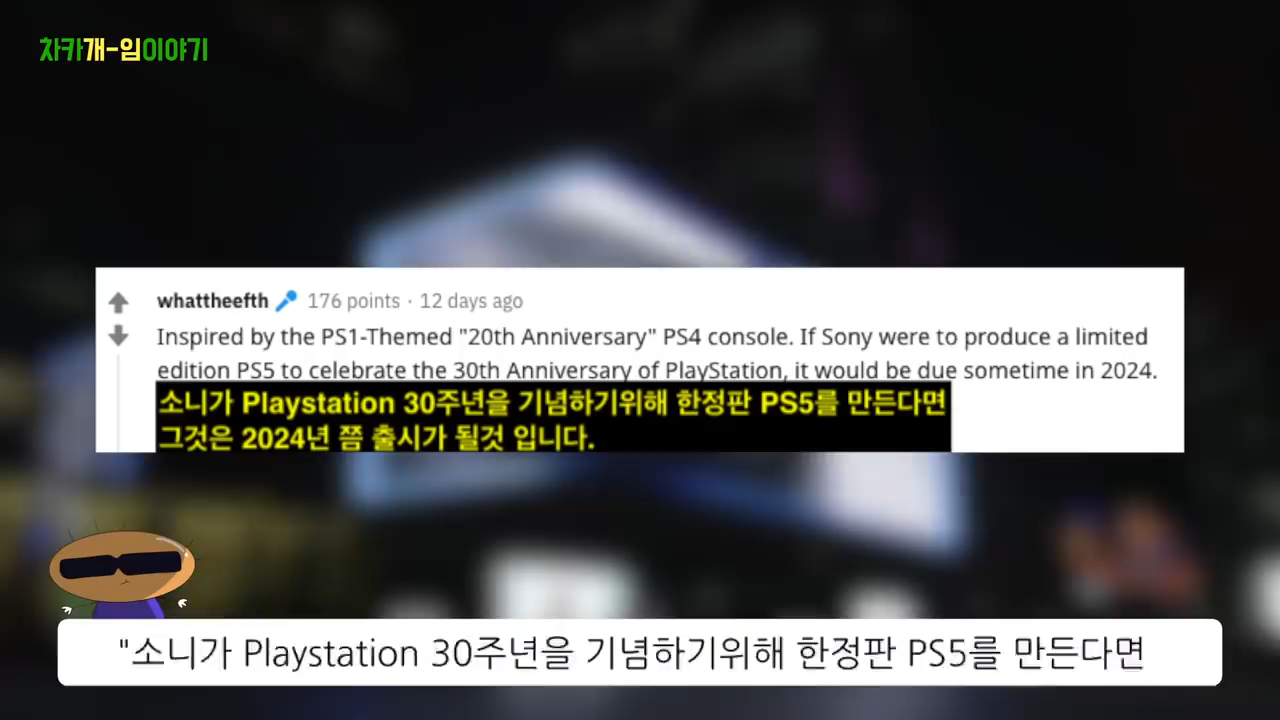 차카개-임이야기
whattheefth 176 points · 12 days ago
Inspired by the PS1-Themed "20th Anniversary" PS4 console. If Sony were to produce a limited
edition PS5 to celebrate the 30th Anniversary of PlayStation, it would be due sometime in 2024.
소니가 Playstation 30주년을 기념하기위해 한정판 PS5를 만든다면
그것은 2024년 쯤 출시가 될것 입니다.
"소니가 Playstation 30주년을 기념하기위해 한정판 PS5를 만든다면